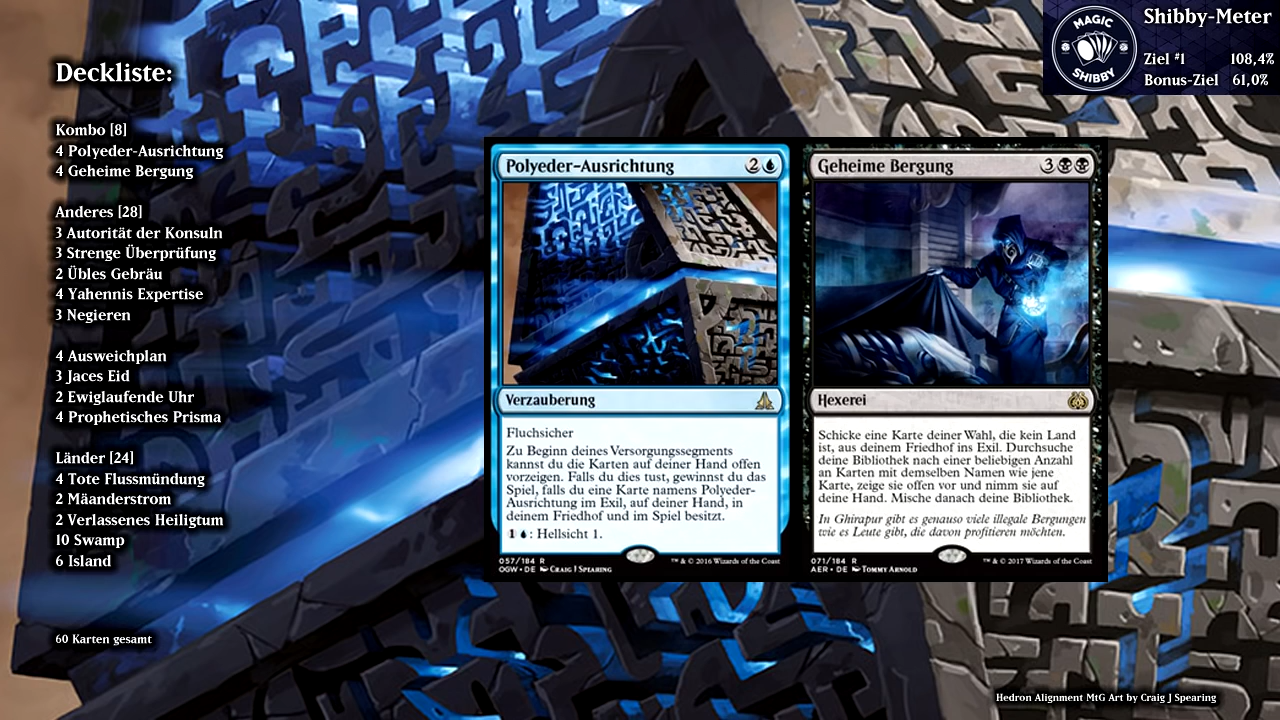 Deckliste:
Kombo [8]
4 Polyeder-Ausrichtung
4 Geheime Bergung
Anderes [28]
3 Autorität der Konsuln
3 Strenge Überprüfung
2 Übles Gebräu
4 Yahennis Expertise
3 Negieren
4 Ausweichplan
3 Jaces Eid
2 Ewiglaufende Uhr
4 Prophetisches Prisma
Länder [24]
4 Tote Flussmündung
2 Mäanderstrom
2 Verlassenes Heiligtum
10 Swamp
6 Island
60 Karten gesamt
Polyeder-Ausrichtung 2
Verzauberung
Fluchsicher
Zu Beginn deines Versorgungssegments
kannst du die Karten auf deiner Hand offen
vorzeigen. Falls du dies tust, gewinnst du das
Spiel, falls du eine Karte namens Polyeder-
Ausrichtung im Exil, auf deiner Hand, in
deinem Friedhof und im Spiel besitzt.
1 : Hellsicht 1.
057/184 R
OGW • DE CRAIG J SPEARING
™ & © 2016 Wizards of the Coast
Geheime Bergung 3
Hexerei
Schicke eine Karte deiner Wahl, die kein Land
ist, aus deinem Friedhof ins Exil. Durchsuche
deine Bibliothek nach einer beliebigen Anzahl
an Karten mit demselben Namen wie jene
Karte, zeige sie offen vor und nimm sie auf
deine Hand. Mische danach deine Bibliothek.
In Ghirapur gibt es genauso viele illegale Bergungen
wie es Leute gibt, die davon profitieren möchten.
071/184 R
AER • DE TOMMY ARNOLD
™ & © 2017 Wizards of the Coast
MAGIC
SHIBBY
Shibby-Meter
Ziel #1 108,4%
Bonus-Ziel 61,0%
Hedron Alignment MtG Art by Craig J Spearing